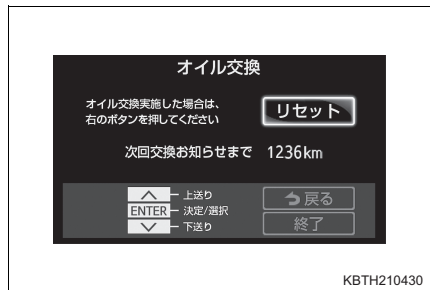 オイル交換
オイル交換実施した場合は、
右のボタンを押してください
リセット
次回交換お知らせまで 1236km
上送り
ENTER 決定/選択
下送り
戻る
終了
KBTH210430